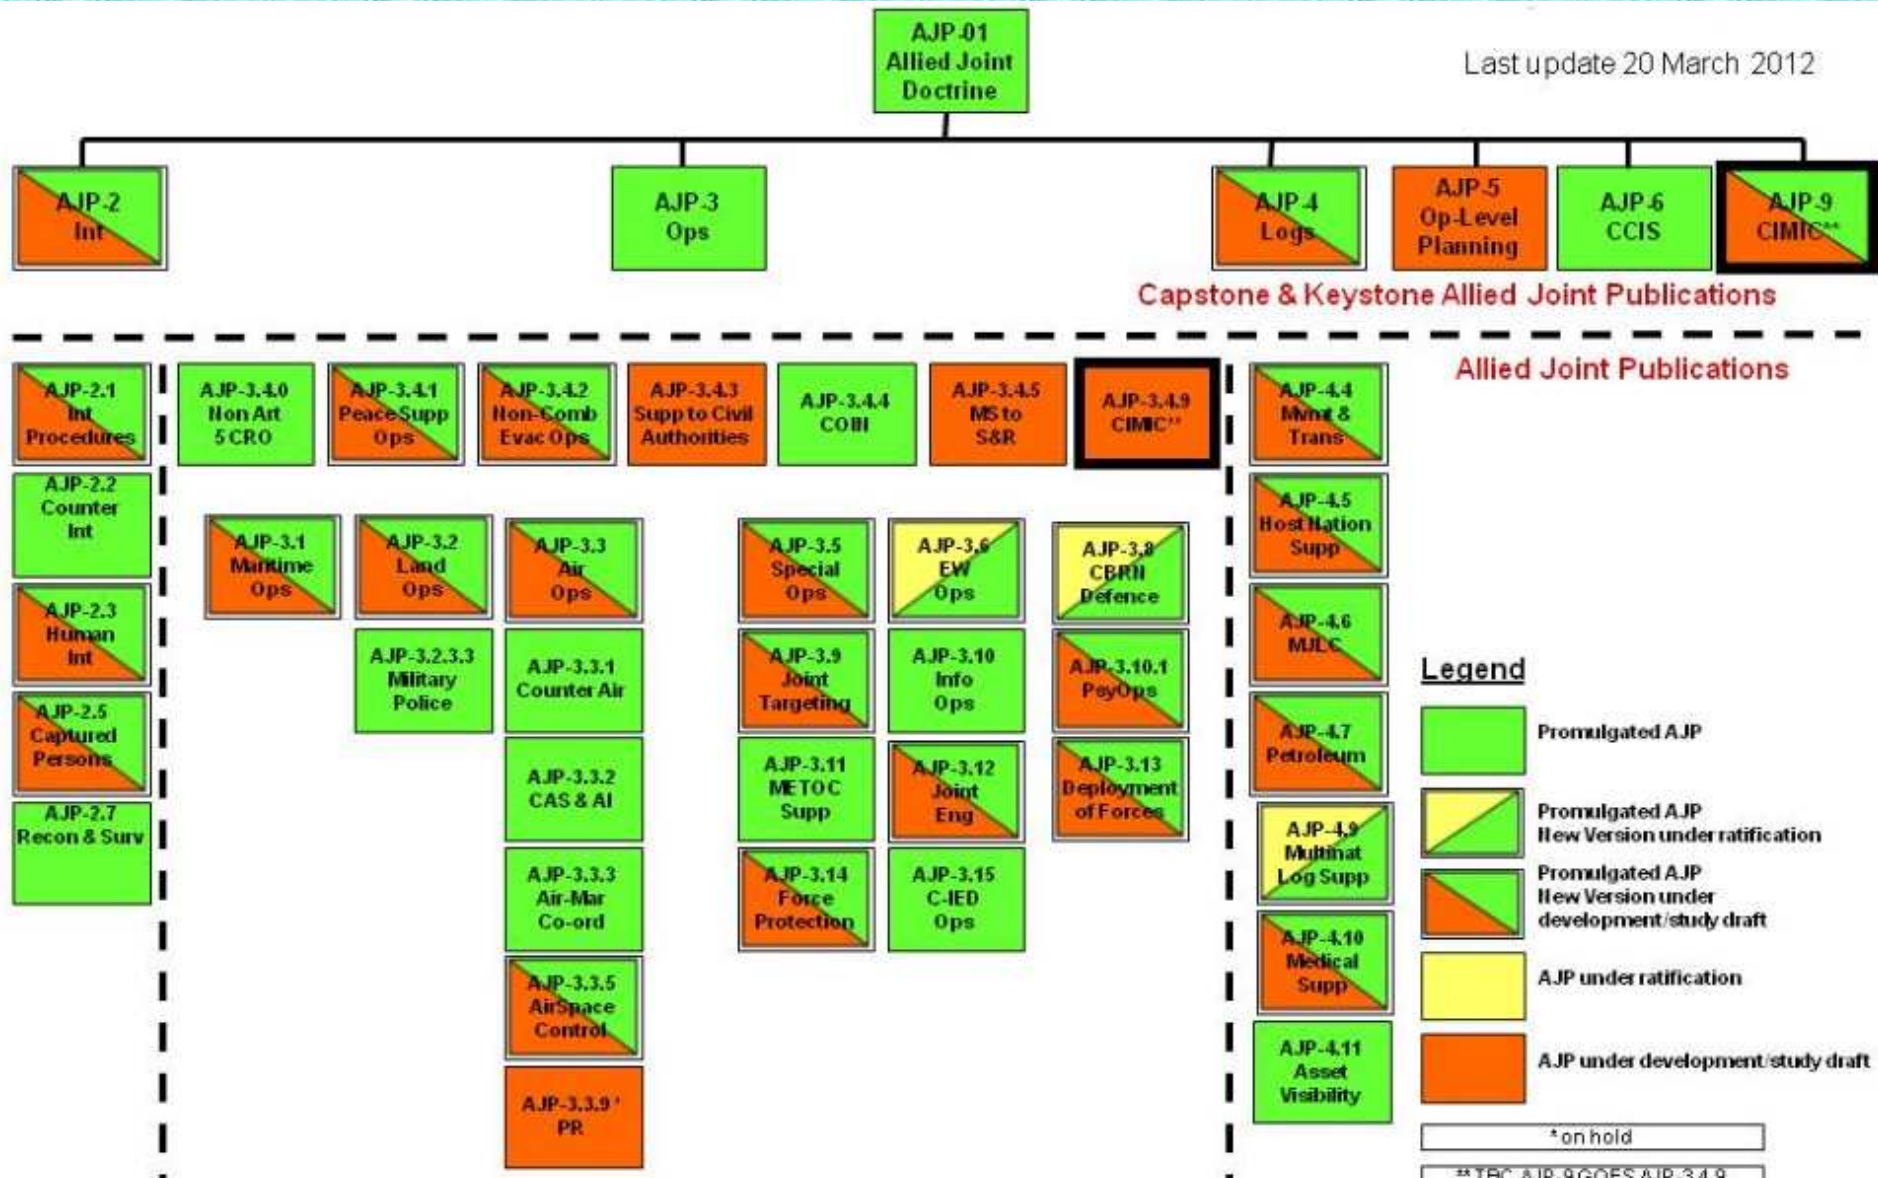 AJP-01
Allied Joint
Doctrine
Last update 20 March 2012
AJP-2
Int
AJP-3
Ops
AJP-4
Logs
AJP-5
Op-Level
Planning
AJP-6
CCIS
AJP-9
CIMIC**
Capstone & Keystone Allied Joint Publications
Allied Joint Publications
AJP-2.1
Int
Procedures
AJP-2.2
Counter
Int
AJP-2.3
Human
Int
AJP-2.5
Captured
Persons
AJP-2.7
Recon & Surv
AJP-3.4.0
Non Art
5 CRO
AJP-3.4.1
Peace Supp
Ops
AJP-3.4.2
Non-Comb
Evac Ops
AJP-3.4.3
Supp to Civil
Authorities
AJP-3.4.4
COIN
AJP-3.4.5
MS to
S&R
AJP-3.4.9
CIMIC**
AJP-3.1
Maritime
Ops
AJP-3.2
Land
Ops
AJP-3.2.3.3
Military
Police
AJP-3.3
Air
Ops
AJP-3.3.1
Counter Air
AJP-3.3.2
CAS & AI
AJP-3.3.3
Air-Mar
Co-ord
AJP-3.3.5
AirSpace
Control
AJP-3.3.9 *
PR
AJP-3.5
Special
Ops
AJP-3.6
EW
Ops
AJP-3.8
CBRN
Defence
AJP-3.9
Joint
Targeting
AJP-3.10
Info
Ops
AJP-3.10.1
PsyOps
AJP-3.11
METOC
Supp
AJP-3.12
Joint
Eng
AJP-3.13
Deployment
of Forces
AJP-3.14
Force
Protection
AJP-3.15
C-IED
Ops
AJP-4.4
Mvmt &
Trans
AJP-4.5
Host Nation
Supp
AJP-4.6
MJLC
AJP-4.7
Petroleum
AJP-4.9
Multinat
Log Supp
AJP-4.10
Medical
Supp
AJP-4.11
Asset
Visibility
Legend
Promulgated AJP
Promulgated AJP
New Version under ratification
Promulgated AJP
New Version under
development/study draft
AJP under ratification
AJP under development/study draft
* on hold
** TBC AJP-9 GOES AJP-3.4.9